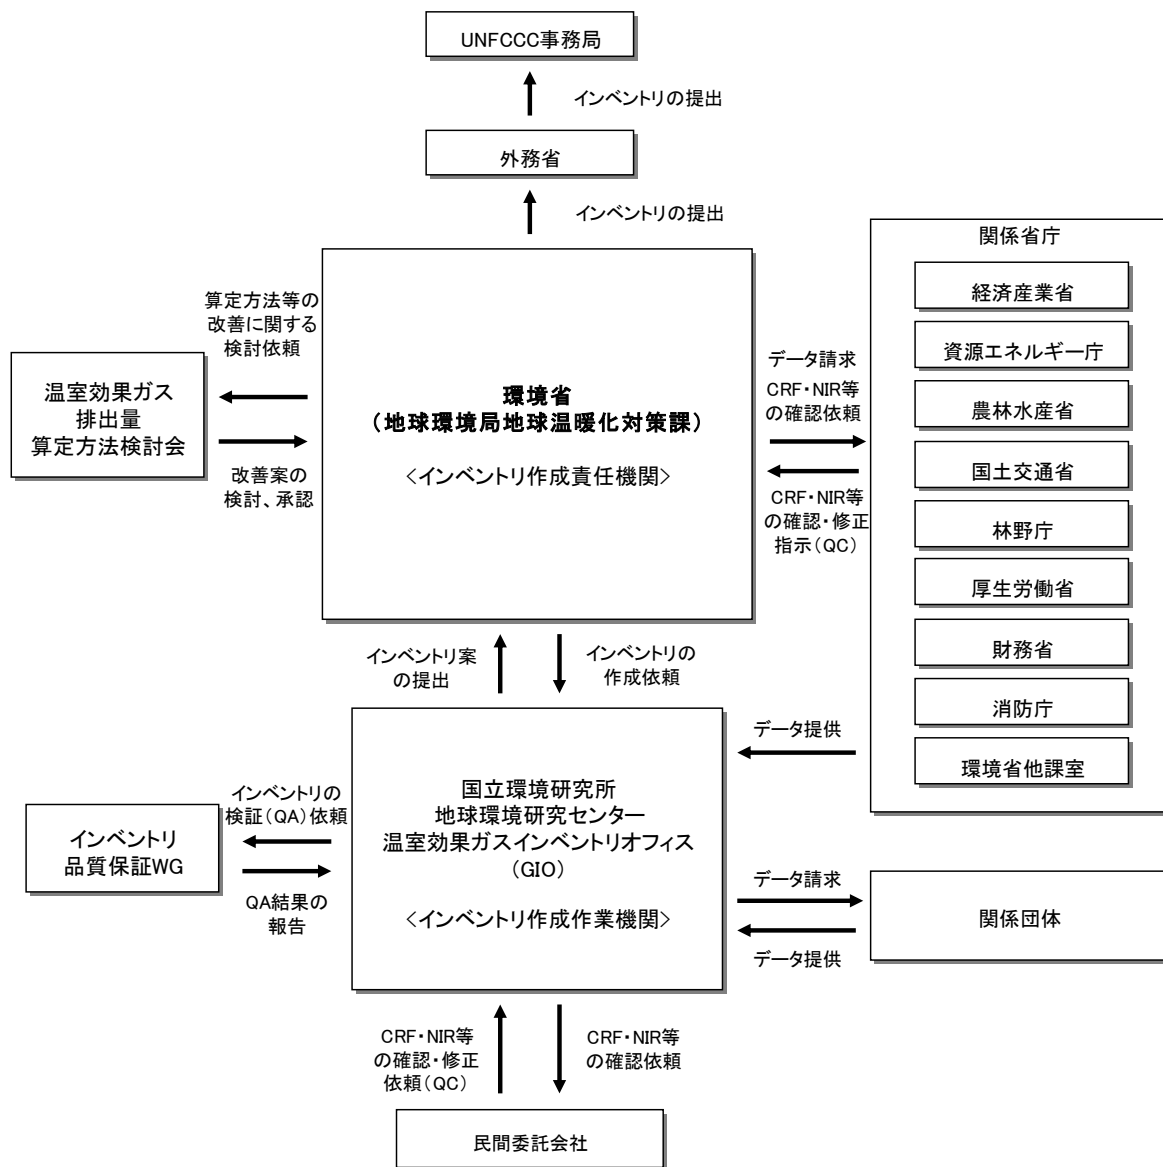 UNFCCC事務局
インベントリの提出
外務省
インベントリの提出
環境省
(地球環境局地球温暖化対策課)
<インベントリ作成責任機関>
算定方法等の
改善に関する
検討依頼
温室効果ガス
排出量
算定方法検討会
改善案の
検討、承認
データ請求
CRF・NIR等
の確認依頼
CRF・NIR等
の確認・修正
指示(QC)
関係省庁
経済産業省
資源エネルギー庁
農林水産省
国土交通省
林野庁
厚生労働省
財務省
消防庁
環境省他課室
インベントリ案
の提出
インベントリの
作成依頼
データ提供
国立環境研究所
地球環境研究センター
温室効果ガスインベントリオフィス
(GIO)
<インベントリ作成作業機関>
インベントリの
検証(QA)依頼
インベントリ
品質保証WG
QA結果の
報告
データ請求
関係団体
データ提供
CRF・NIR等
の確認・修正
依頼(QC)
CRF・NIR等
の確認依頼
民間委託会社